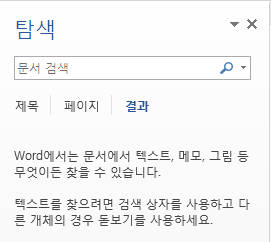 탐색
문서 검색
제목 페이지 결과
Word에서는 문서에서 텍스트, 메모, 그림 등
무엇이든 찾을 수 있습니다.
텍스트를 찾으려면 검색 상자를 사용하고 다
른 개체의 경우 돋보기를 사용하세요.